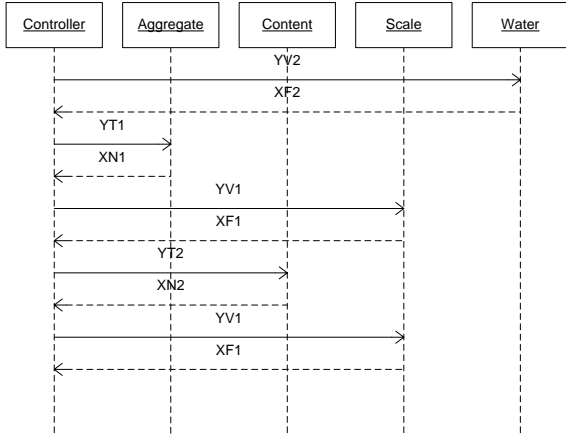 Controller Aggregate Content Scale Water
YV2
XF2
YT1
XN1
YV1
XF1
YT2
XN2
YV1
XF1